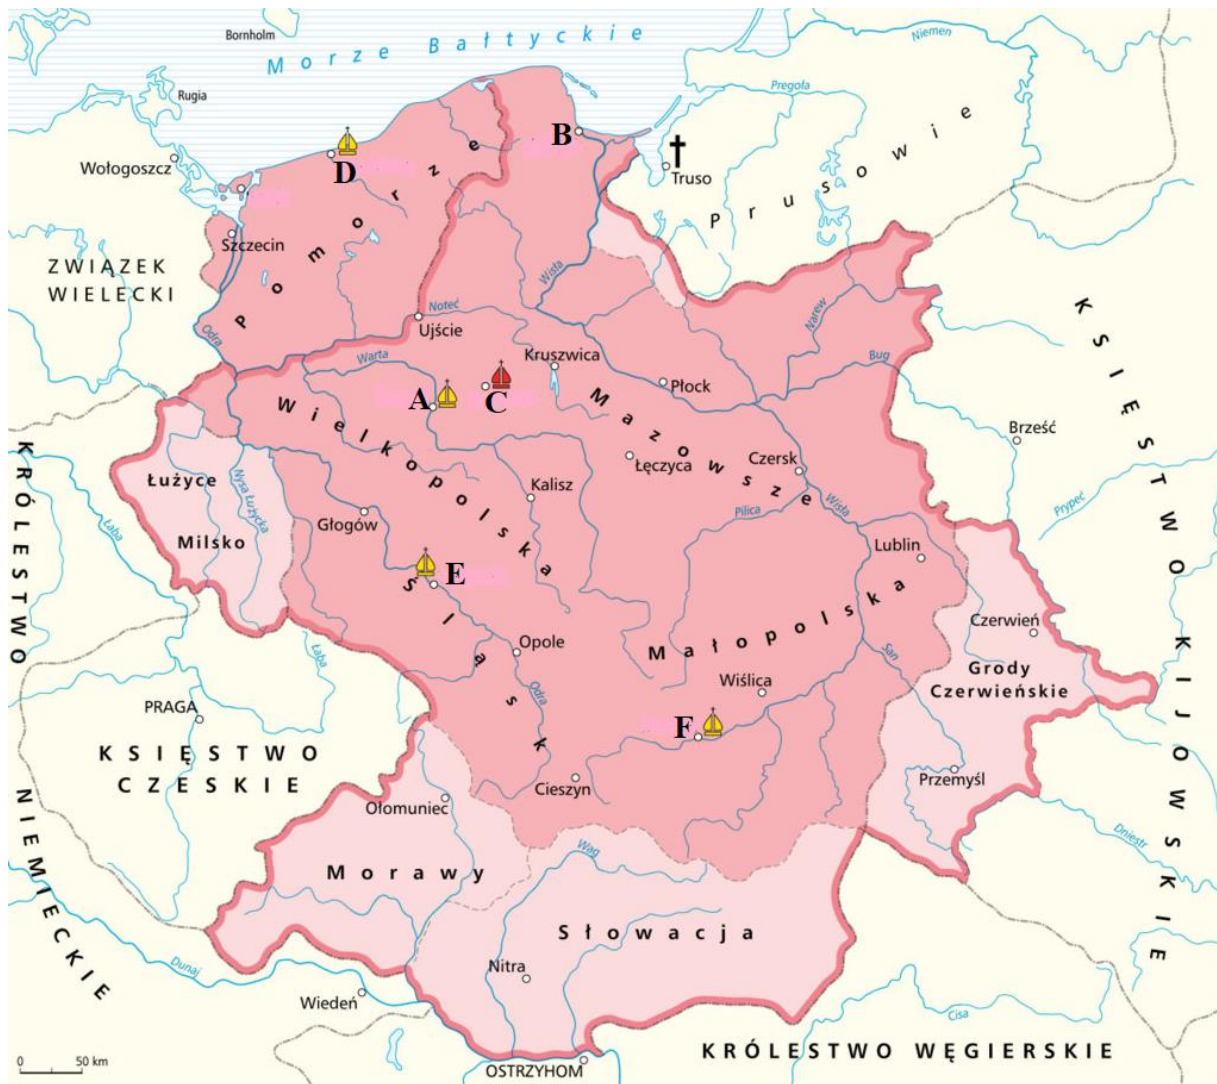 Bornholm
Morze Bałtyckie
Niemen
Rugia
Pregoła
B
Wołogoszcz
D
Truso
Prusowie
Pomorze
Szczecin
ZWIĄZEK
WIELECKI
Wisła
Odra
Noteć
Ujście
Narew
Warta
Kruszwica
Bug
A
C
Płock
Wielkopolska
Mazowsze
Brześć
KSIĘSTWO KIJOWSKIE
KRÓLESTWO NIEMIECKIE
Łużyce
Nysa Łużycka
Łęczyca
Czersk
Kalisz
Łaba
Głogów
Pilica
Wisła
Prypeć
Milsko
Lublin
E
Śląsk
Małopolska
Czerwień
Opole
Łaba
San
Grody
Czerwieńskie
Odra
Wiślica
PRAGA
F
KSIĘSTWO
CZESKIE
Cieszyn
Przemyśl
Ołomuniec
Dniestr
Wag
Morawy
Słowacja
Dunaj
Nitra
Wiedeń
Cisa
0 50 km
KRÓLESTWO WĘGIERSKIE
OSTRZYHOM